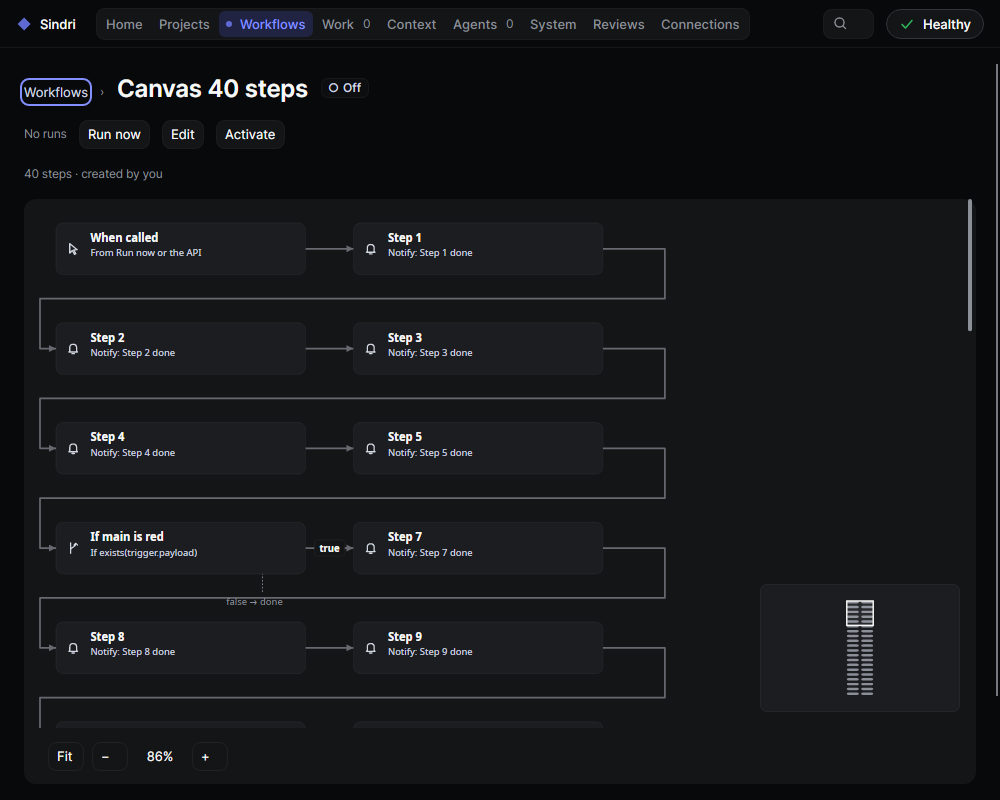 Sindri Home Projects Workflows Work 0 Context Agents 0 System Reviews Connections Healthy
Workflows › Canvas 40 steps Off
No runs Run now Edit Activate
40 steps · created by you
When called
From Run now or the API
Step 1
Notify: Step 1 done
Step 2
Notify: Step 2 done
Step 3
Notify: Step 3 done
Step 4
Notify: Step 4 done
Step 5
Notify: Step 5 done
If main is red
If exists(trigger.payload)
true
Step 7
Notify: Step 7 done
false → done
Step 8
Notify: Step 8 done
Step 9
Notify: Step 9 done
Fit − 86% +